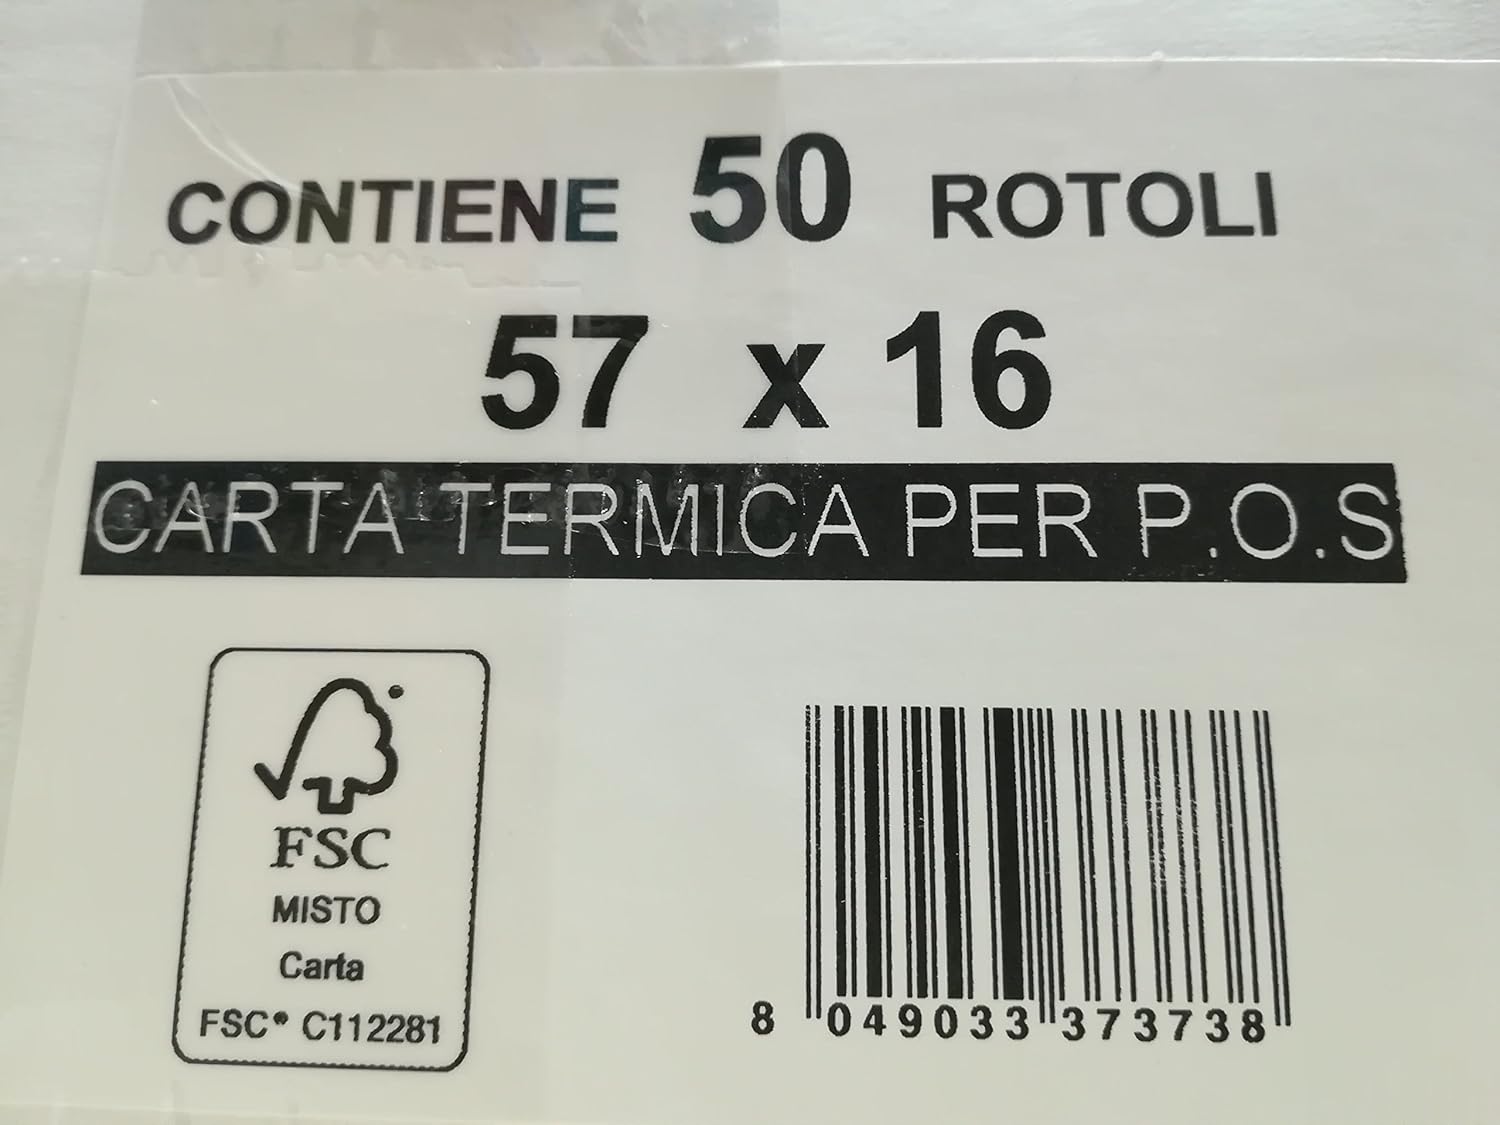 CONTIENE 50 ROTOLI
57 x 16
CARTA TERMICA PER P.O.S
FSC
MISTO
Carta
FSC® C112281
8 049033 373738